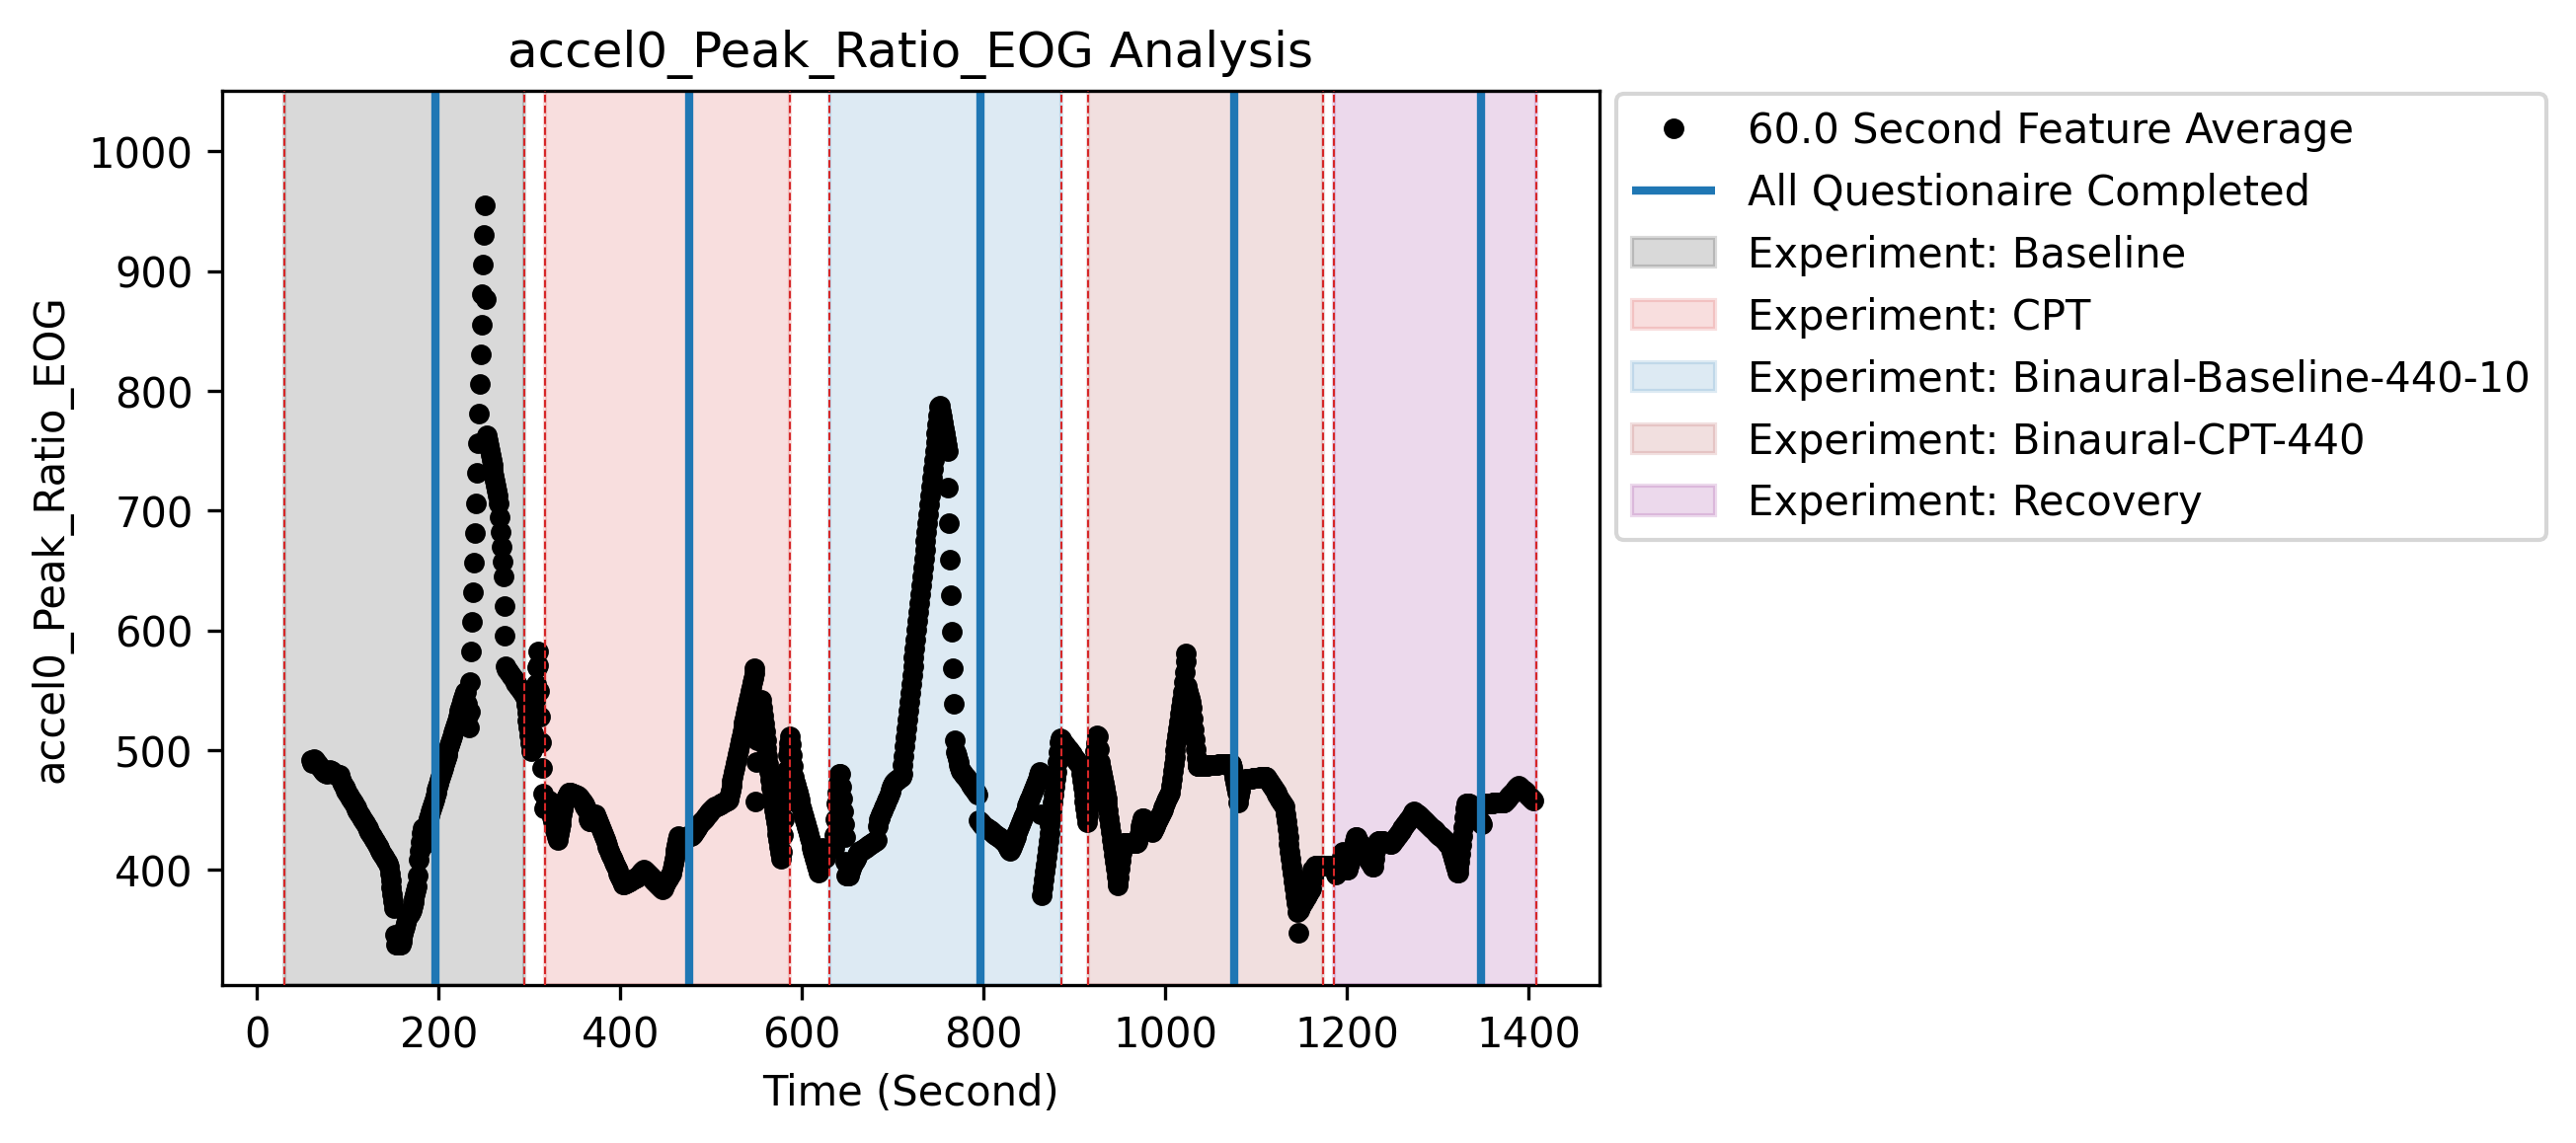 accel0_Peak_Ratio_EOG Analysis
accel0_Peak_Ratio_EOG
1000
900
800
700
600
500
400
0 200 400 600 800 1000 1200 1400
Time (Second)
60.0 Second Feature Average
All Questionaire Completed
Experiment: Baseline
Experiment: CPT
Experiment: Binaural-Baseline-440-10
Experiment: Binaural-CPT-440
Experiment: Recovery